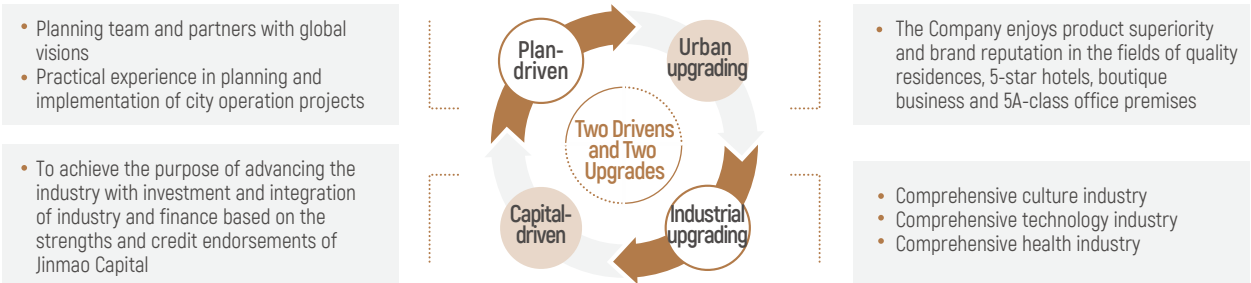 • Planning team and partners with global
visions
• Practical experience in planning and
implementation of city operation projects
• To achieve the purpose of advancing the
industry with investment and integration
of industry and finance based on the
strengths and credit endorsements of
Jinmao Capital
Plan-
driven
Urban
upgrading
Two Drivens
and Two
Upgrades
Capital-
driven
Industrial
upgrading
• The Company enjoys product superiority
and brand reputation in the fields of quality
residences, 5-star hotels, boutique
business and 5A-class office premises
• Comprehensive culture industry
• Comprehensive technology industry
• Comprehensive health industry